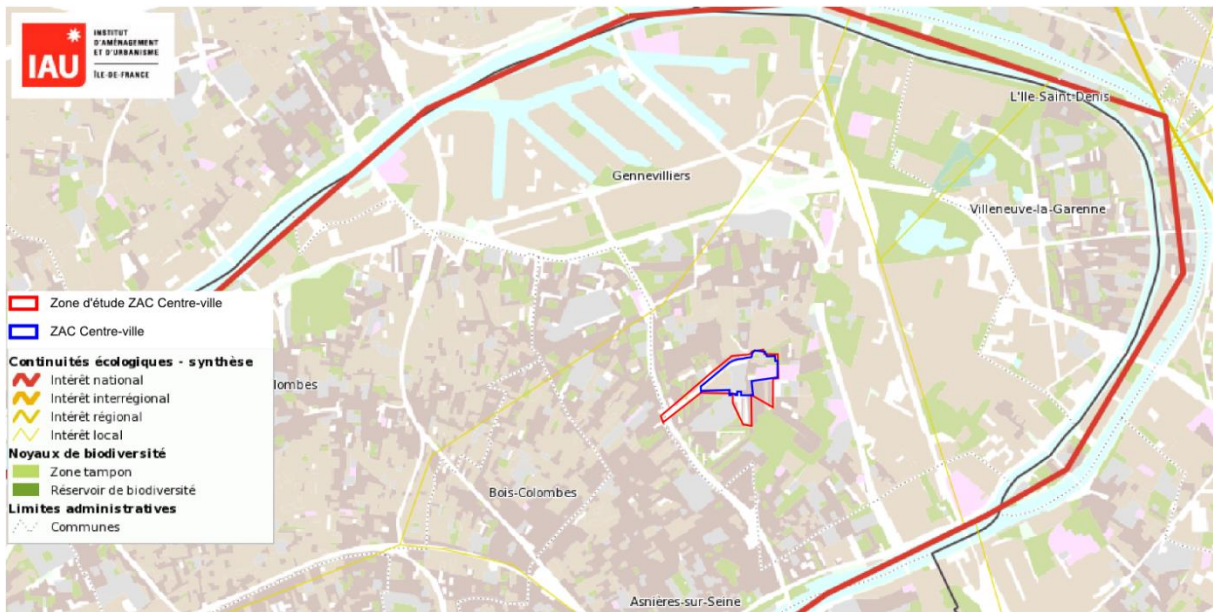 IAU
INSTITUT
D'AMÉNAGEMENT
ET D'URBANISME
ÎLE-DE-FRANCE
L'Ile-Saint-Denis
Gennevilliers
Villeneuve-la-Garenne
Zone d'étude ZAC Centre-ville
ZAC Centre-ville
Continuités écologiques - synthèse
Intérêt national
Intérêt interrégional
Intérêt régional
Intérêt local
Noyaux de biodiversité
Zone tampon
Réservoir de biodiversité
Limites administratives
Communes
lombes
Bois-Colombes
Asnières-sur-Seine